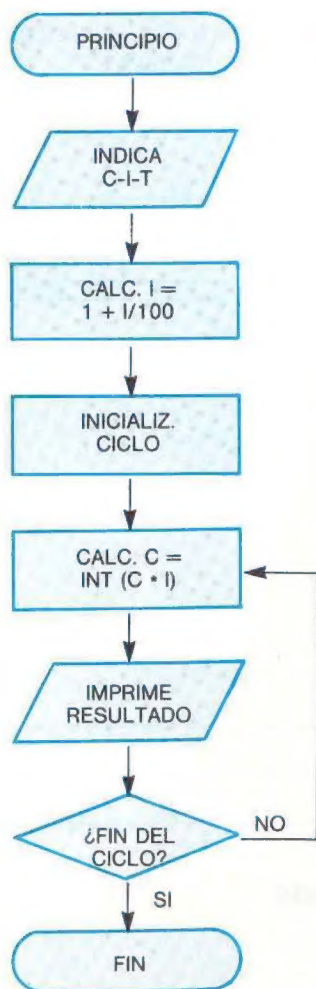 PRINCIPIO
INDICA
C-I-T
CALC. I =
1 + I/100
INICIALIZ.
CICLO
CALC. C =
INT (C * I)
IMPRIME
RESULTADO
¿FIN DEL
CICLO?
NO
SI
FIN